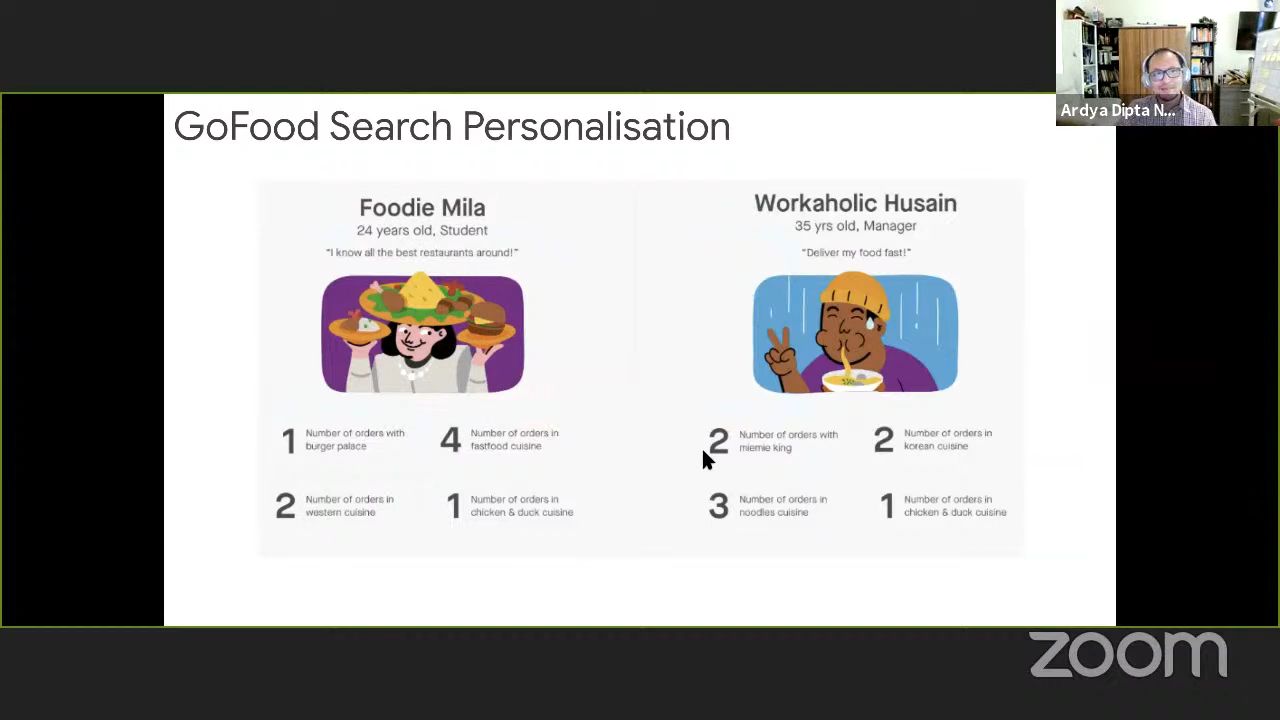 Ardya Dipta N...
GoFood Search Personalisation
Foodie Mila
24 years old, Student
"I know all the best restaurants around!"
1 Number of orders with
burger palace
4 Number of orders in
fastfood cuisine
2 Number of orders in
western cuisine
1 Number of orders in
chicken & duck cuisine
Workaholic Husain
35 yrs old, Manager
"Deliver my food fast!"
2 Number of orders with
miemie king
2 Number of orders in
korean cuisine
3 Number of orders in
noodles cuisine
1 Number of orders in
chicken & duck cuisine
zoom